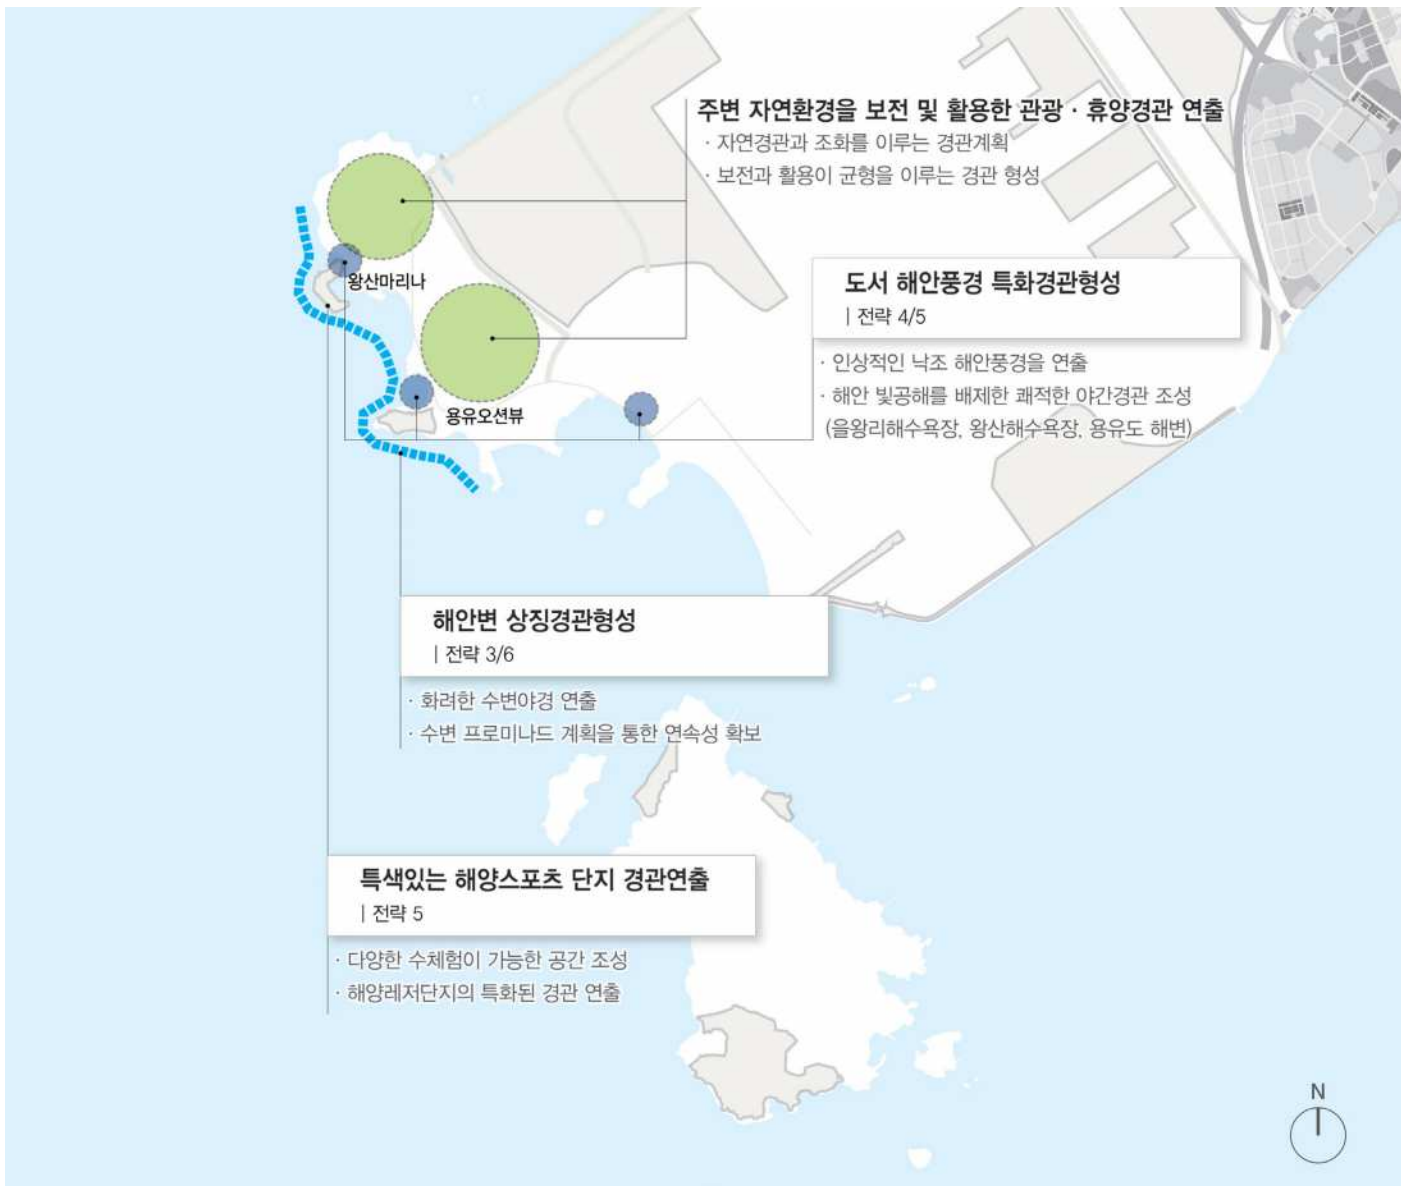 주변 자연환경을 보전 및 활용한 관광 · 휴양경관 연출
· 자연경관과 조화를 이루는 경관계획
· 보전과 활용이 균형을 이루는 경관 형성
왕산마리나
도서 해안풍경 특화경관형성
| 전략 4/5
· 인상적인 낙조 해안풍경을 연출
· 해안 빛공해를 배제한 쾌적한 야간경관 조성
(을왕리해수욕장, 왕산해수욕장, 용유도 해변)
용유오션뷰
해안변 상징경관형성
| 전략 3/6
· 화려한 수변야경 연출
· 수변 프로미나드 계획을 통한 연속성 확보
특색있는 해양스포츠 단지 경관연출
| 전략 5
· 다양한 수체험이 가능한 공간 조성
· 해양레저단지의 특화된 경관 연출
N